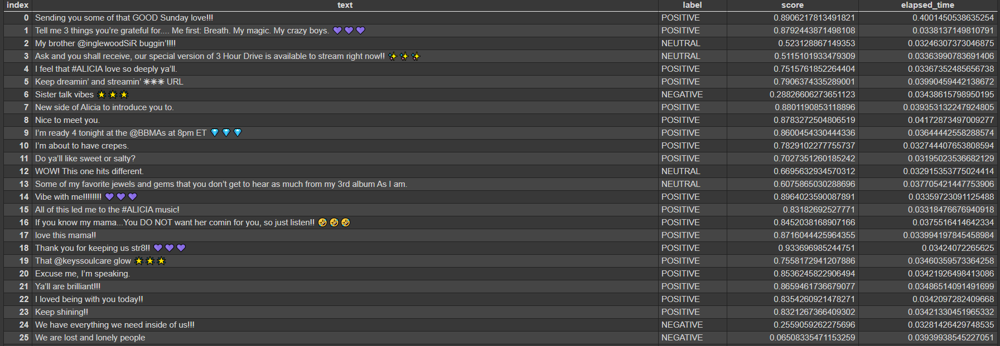 index text label score elapsed_time
0 Sending you some of that GOOD Sunday love!!! POSITIVE 0.8906217813491821 0.4001450538635254
1 Tell me 3 things you’re grateful for.... Me first: Breath. My magic. My crazy boys. 💜💜💜 POSITIVE 0.8792443871498108 0.0338137149810791
2 My brother @inglewoodSiR buggin’!!!! NEUTRAL 0.523128867149353 0.032463073730468​75
3 Ask and you shall receive, our special version of 3 Hour Drive is available to stream right now!! ✨✨✨ NEUTRAL 0.5115101933479309 0.03363990783691406
4 I feel that #ALICIA love so deeply ya’ll. POSITIVE 0.7515761852264404 0.03367352485656738
5 Keep dreamin’ and streamin’ ☀☀☀ URL POSITIVE 0.7906374335289001 0.03990459442138672
6 Sister talk vibes 🌟🌟🌟 NEGATIVE 0.28826606273651123 0.03438615798950195
7 New side of Alicia to introduce you to. POSITIVE 0.8801190853118896 0.039353132247924805
8 Nice to meet you. POSITIVE 0.8783272504806519 0.04172873497009277
9 I’m ready 4 tonight at the @BBMAs at 8pm ET 💎💎💎 POSITIVE 0.8600454330444336 0.03644442558288574
10 I’m about to have crepes. POSITIVE 0.7829102277755737 0.032744407653808594
11 Do ya’ll like sweet or salty? POSITIVE 0.7027351260185242 0.03195023536682129
12 WOW! This one hits different. NEUTRAL 0.6695632934570312 0.032915353775024414
13 Some of my favorite jewels and gems that you don’t get to hear as much from my 3rd album As I am. NEUTRAL 0.6075865030288696 0.037705421447753906
14 Vibe with me!!!!!!!! 💜💜💜 POSITIVE 0.8964023590087891 0.03359723091125488
15 All of this led me to the #ALICIA music! POSITIVE 0.83182692527771 0.03318476676940918
16 If you know my mama...You DO NOT want her comin for you, so just listen!! 🤣🤣🤣 POSITIVE 0.8452038168907166 0.0375516414642334
17 love this mama!! POSITIVE 0.8716044425964355 0.033994197845458984
18 Thank you for keeping us str8!! 💜💜💜 POSITIVE 0.933696985244751 0.03424072265625
19 That @keyssoulcare glow 🌟🌟🌟 POSITIVE 0.7558172941207886 0.03460359573364258
20 Excuse me, I’m speaking. POSITIVE 0.8536245822906494 0.03421926498413086
21 Ya’ll are brilliant!!! POSITIVE 0.8659461736679077 0.03486514091491699
22 I loved being with you today!! POSITIVE 0.8354260921478271 0.0342097282409668
23 Keep shining!! POSITIVE 0.8321267366409302 0.03421330451965332
24 We have everything we need inside of us!!! NEGATIVE 0.2559059262275696 0.03281426429748535
25 We are lost and lonely people NEGATIVE 0.06508335471153259 0.03939938545227051